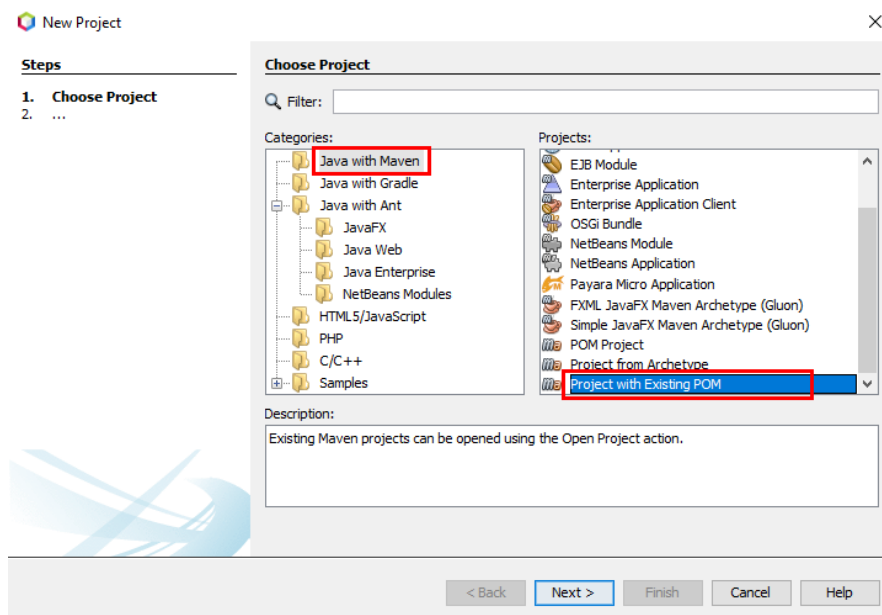 New Project
Steps
1. Choose Project
2. ...
Choose Project
Filter:
Categories:
Java with Maven
Java with Gradle
Java with Ant
JavaFX
Java Web
Java Enterprise
NetBeans Modules
HTML5/JavaScript
PHP
C/C++
Samples
Projects:
EJB Module
Enterprise Application
Enterprise Application Client
OSGi Bundle
NetBeans Module
NetBeans Application
Payara Micro Application
FXML JavaFX Maven Archetype (Gluon)
Simple JavaFX Maven Archetype (Gluon)
POM Project
Project from Archetype
Project with Existing POM
Description:
Existing Maven projects can be opened using the Open Project action.
< Back Next > Finish Cancel Help